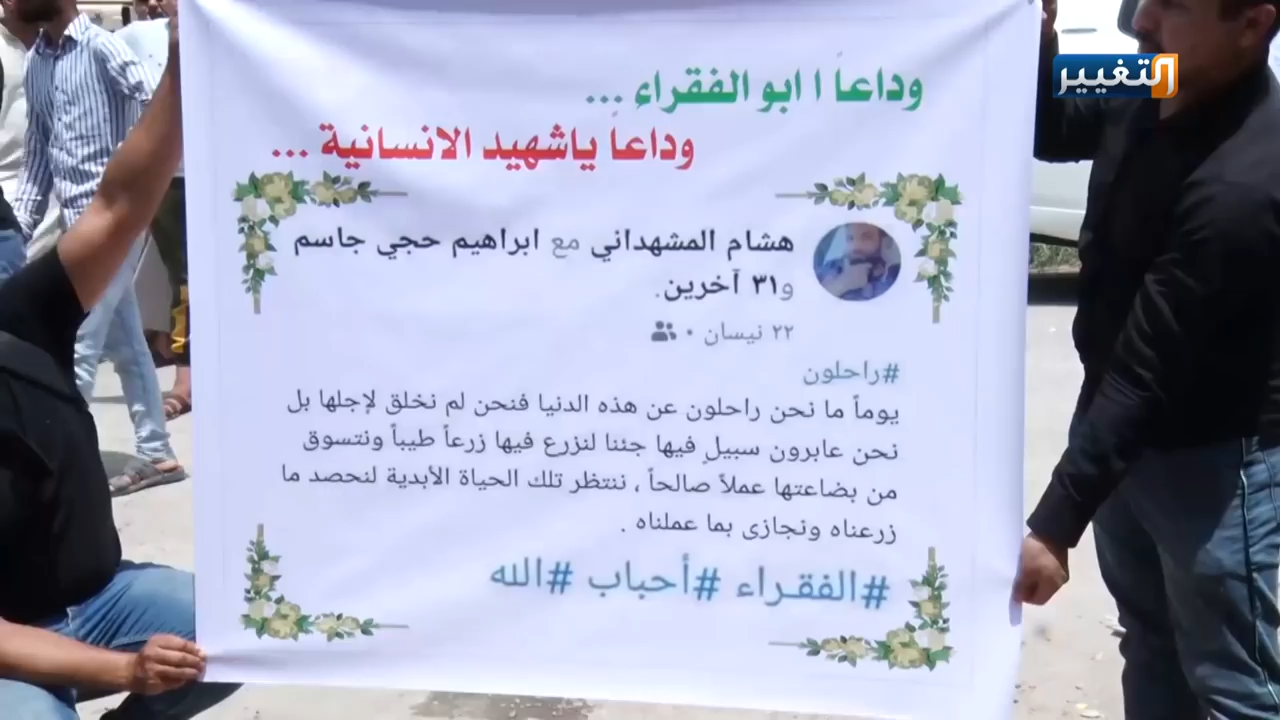 التغيير
وداعاً ا ابو الفقراء ...
وداعاً ياشهيد الانسانية ...
هشام المشهداني مع ابراهيم حجي جاسم
و٣١ آخرين.
٢٢ نيسان •
#راحلون
يوماً ما نحن راحلون عن هذه الدنيا فنحن لم نخلق لإجلها بل
نحن عابرون سبيلٍ فيها جئنا لنزرع فيها زرعاً طيباً ونتسوق
من بضاعتها عملاً صالحاً ، ننتظر تلك الحياة الأبدية لنحصد ما
زرعناه ونجازى بما عملناه .
#الفقراء #أحباب #الله